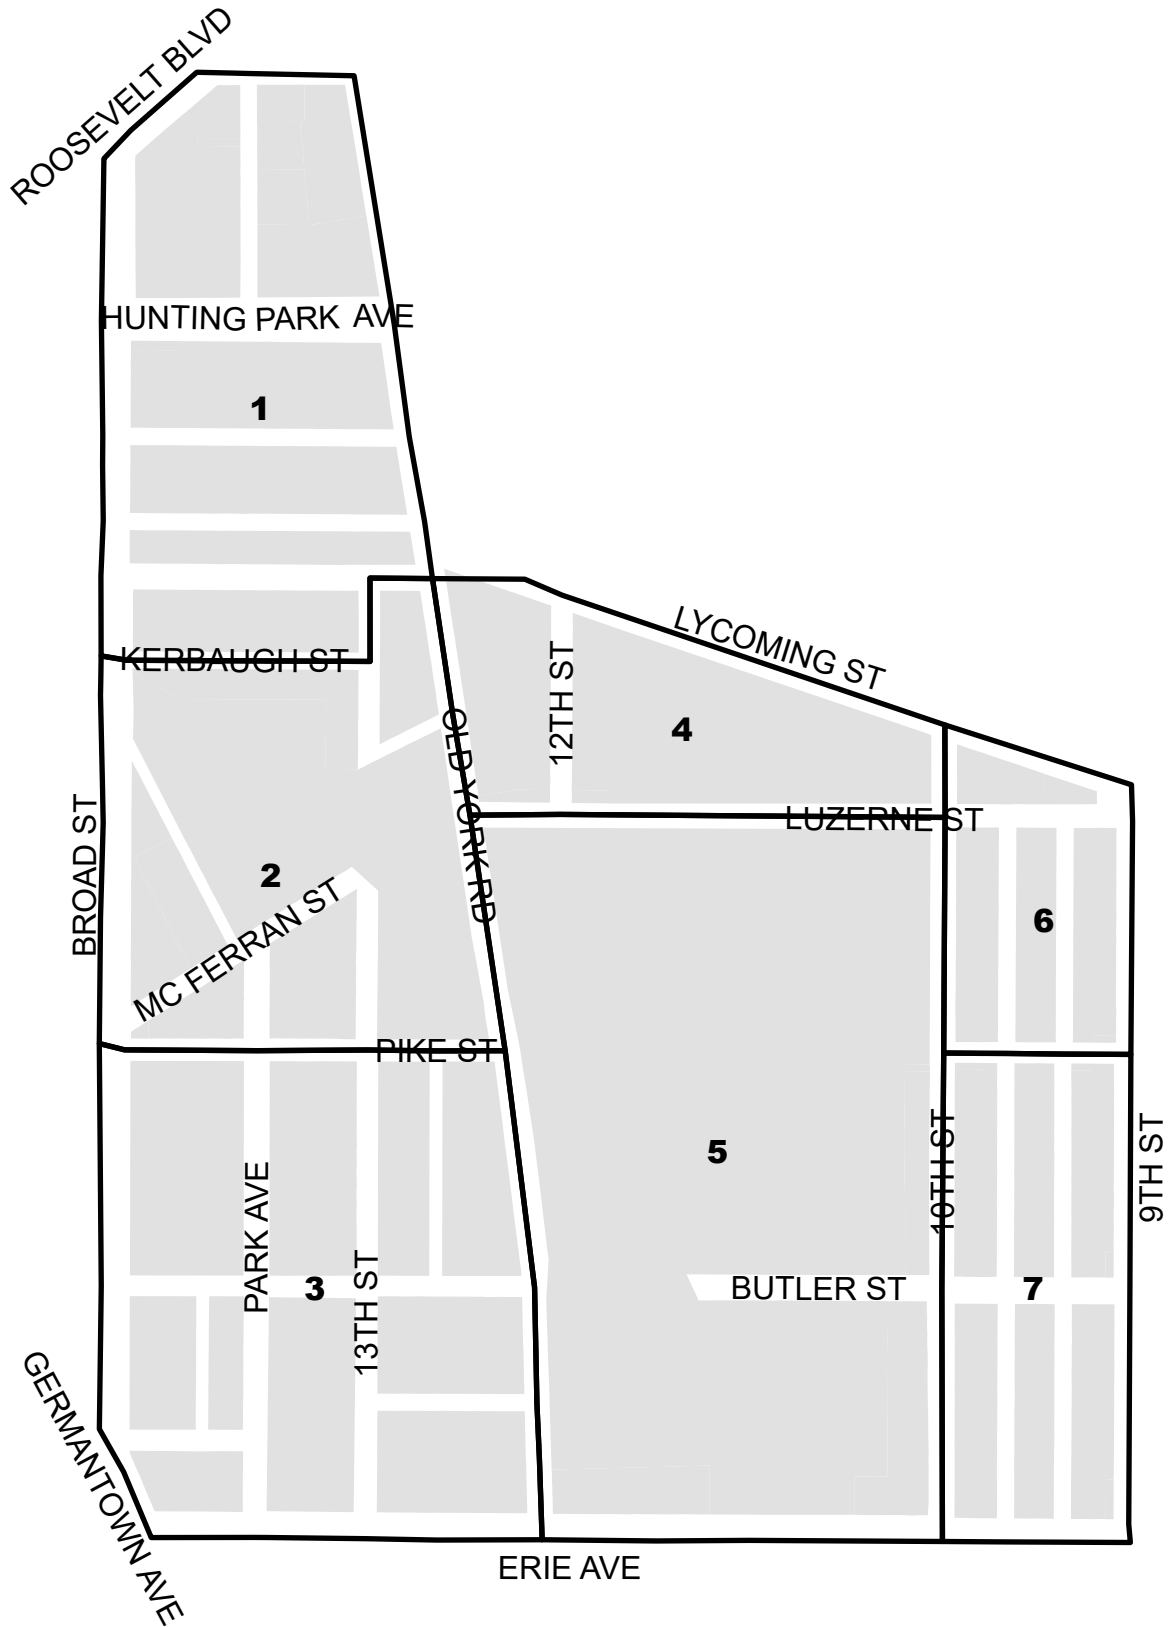 ROOSEVELT BLVD
HUNTING PARK AVE
1
KERBAUGH ST
LYCOMING ST
12TH ST
4
OLD YORK RD
LUZERNE ST
BROAD ST
2
MC FERRAN ST
6
PIKE ST
5
10TH ST
9TH ST
PARK AVE
3
13TH ST
BUTLER ST
7
GERMANTOWN AVE
ERIE AVE